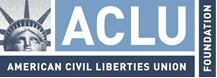 ACLU
AMERICAN CIVIL LIBERTIES UNION
FOUNDATION